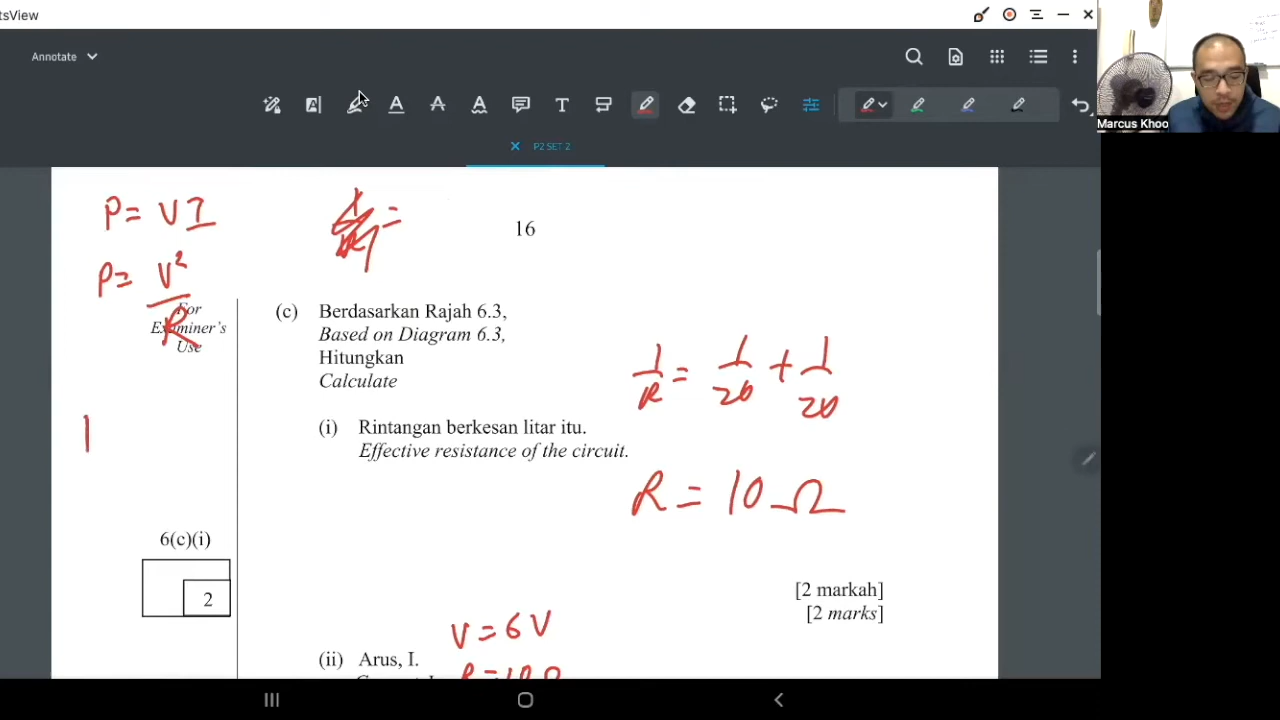 tsView
Annotate
Marcus Khoo
P2 SET 2
P= VI
P= V²/R
16
For
Examiner's
Use
(c) Berdasarkan Rajah 6.3,
Based on Diagram 6.3,
Hitungkan
Calculate
1/R = 1/20 + 1/20
(i) Rintangan berkesan litar itu.
Effective resistance of the circuit.
R = 10 Ω
6(c)(i)
2
[2 markah]
[2 marks]
V = 6 V
(ii) Arus, I.